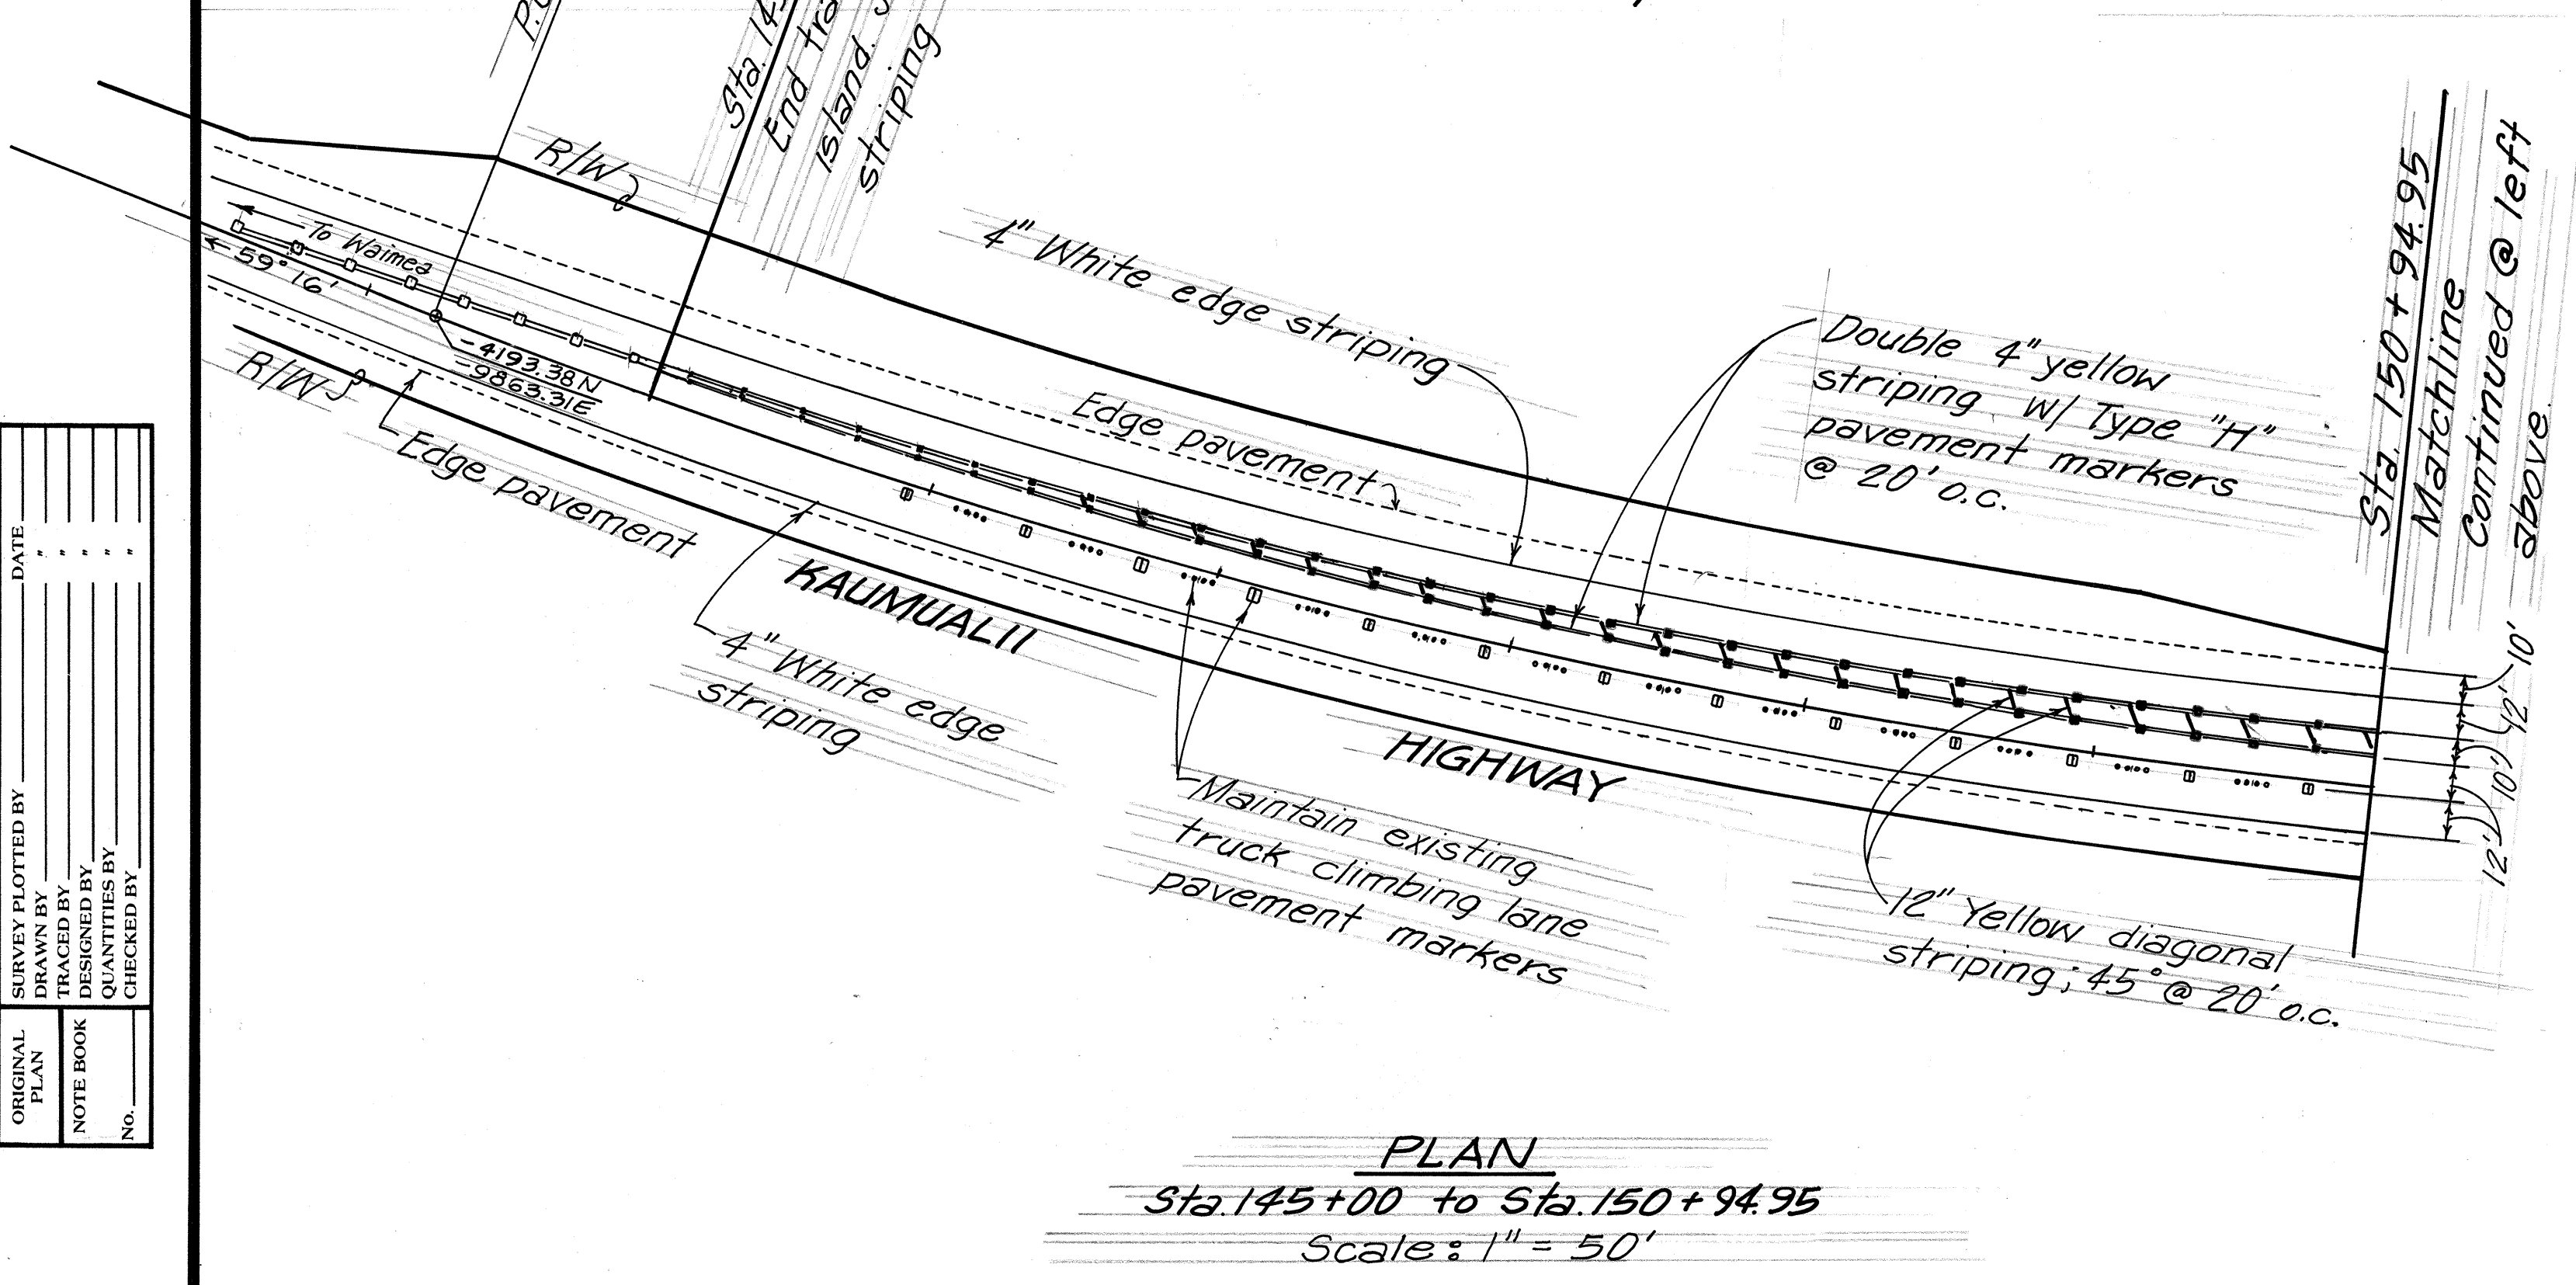 P.
Sta. 14
End tra
island. S
striping
R/W
To Waimea
59° 16'
4193.38 N
9863.31 E
R/W
Edge pavement
4" White edge striping
Edge pavement
Double 4" yellow
striping w/ Type "H"
pavement markers
@ 20' o.c.
Sta. 150 + 94.95
Matchline
Continued @ left
above.
10'
12'
10'
12'
KAUMUALII
HIGHWAY
4" White edge
striping
Maintain existing
truck climbing lane
pavement markers
12" Yellow diagonal
striping; 45° @ 20' o.c.
SURVEY PLOTTED BY DATE
DRAWN BY "
TRACED BY "
DESIGNED BY "
QUANTITIES BY "
CHECKED BY "
ORIGINAL
PLAN
NOTE BOOK
No.
PLAN
Sta. 145+00 to Sta. 150 + 94.95
Scale: 1" = 50'